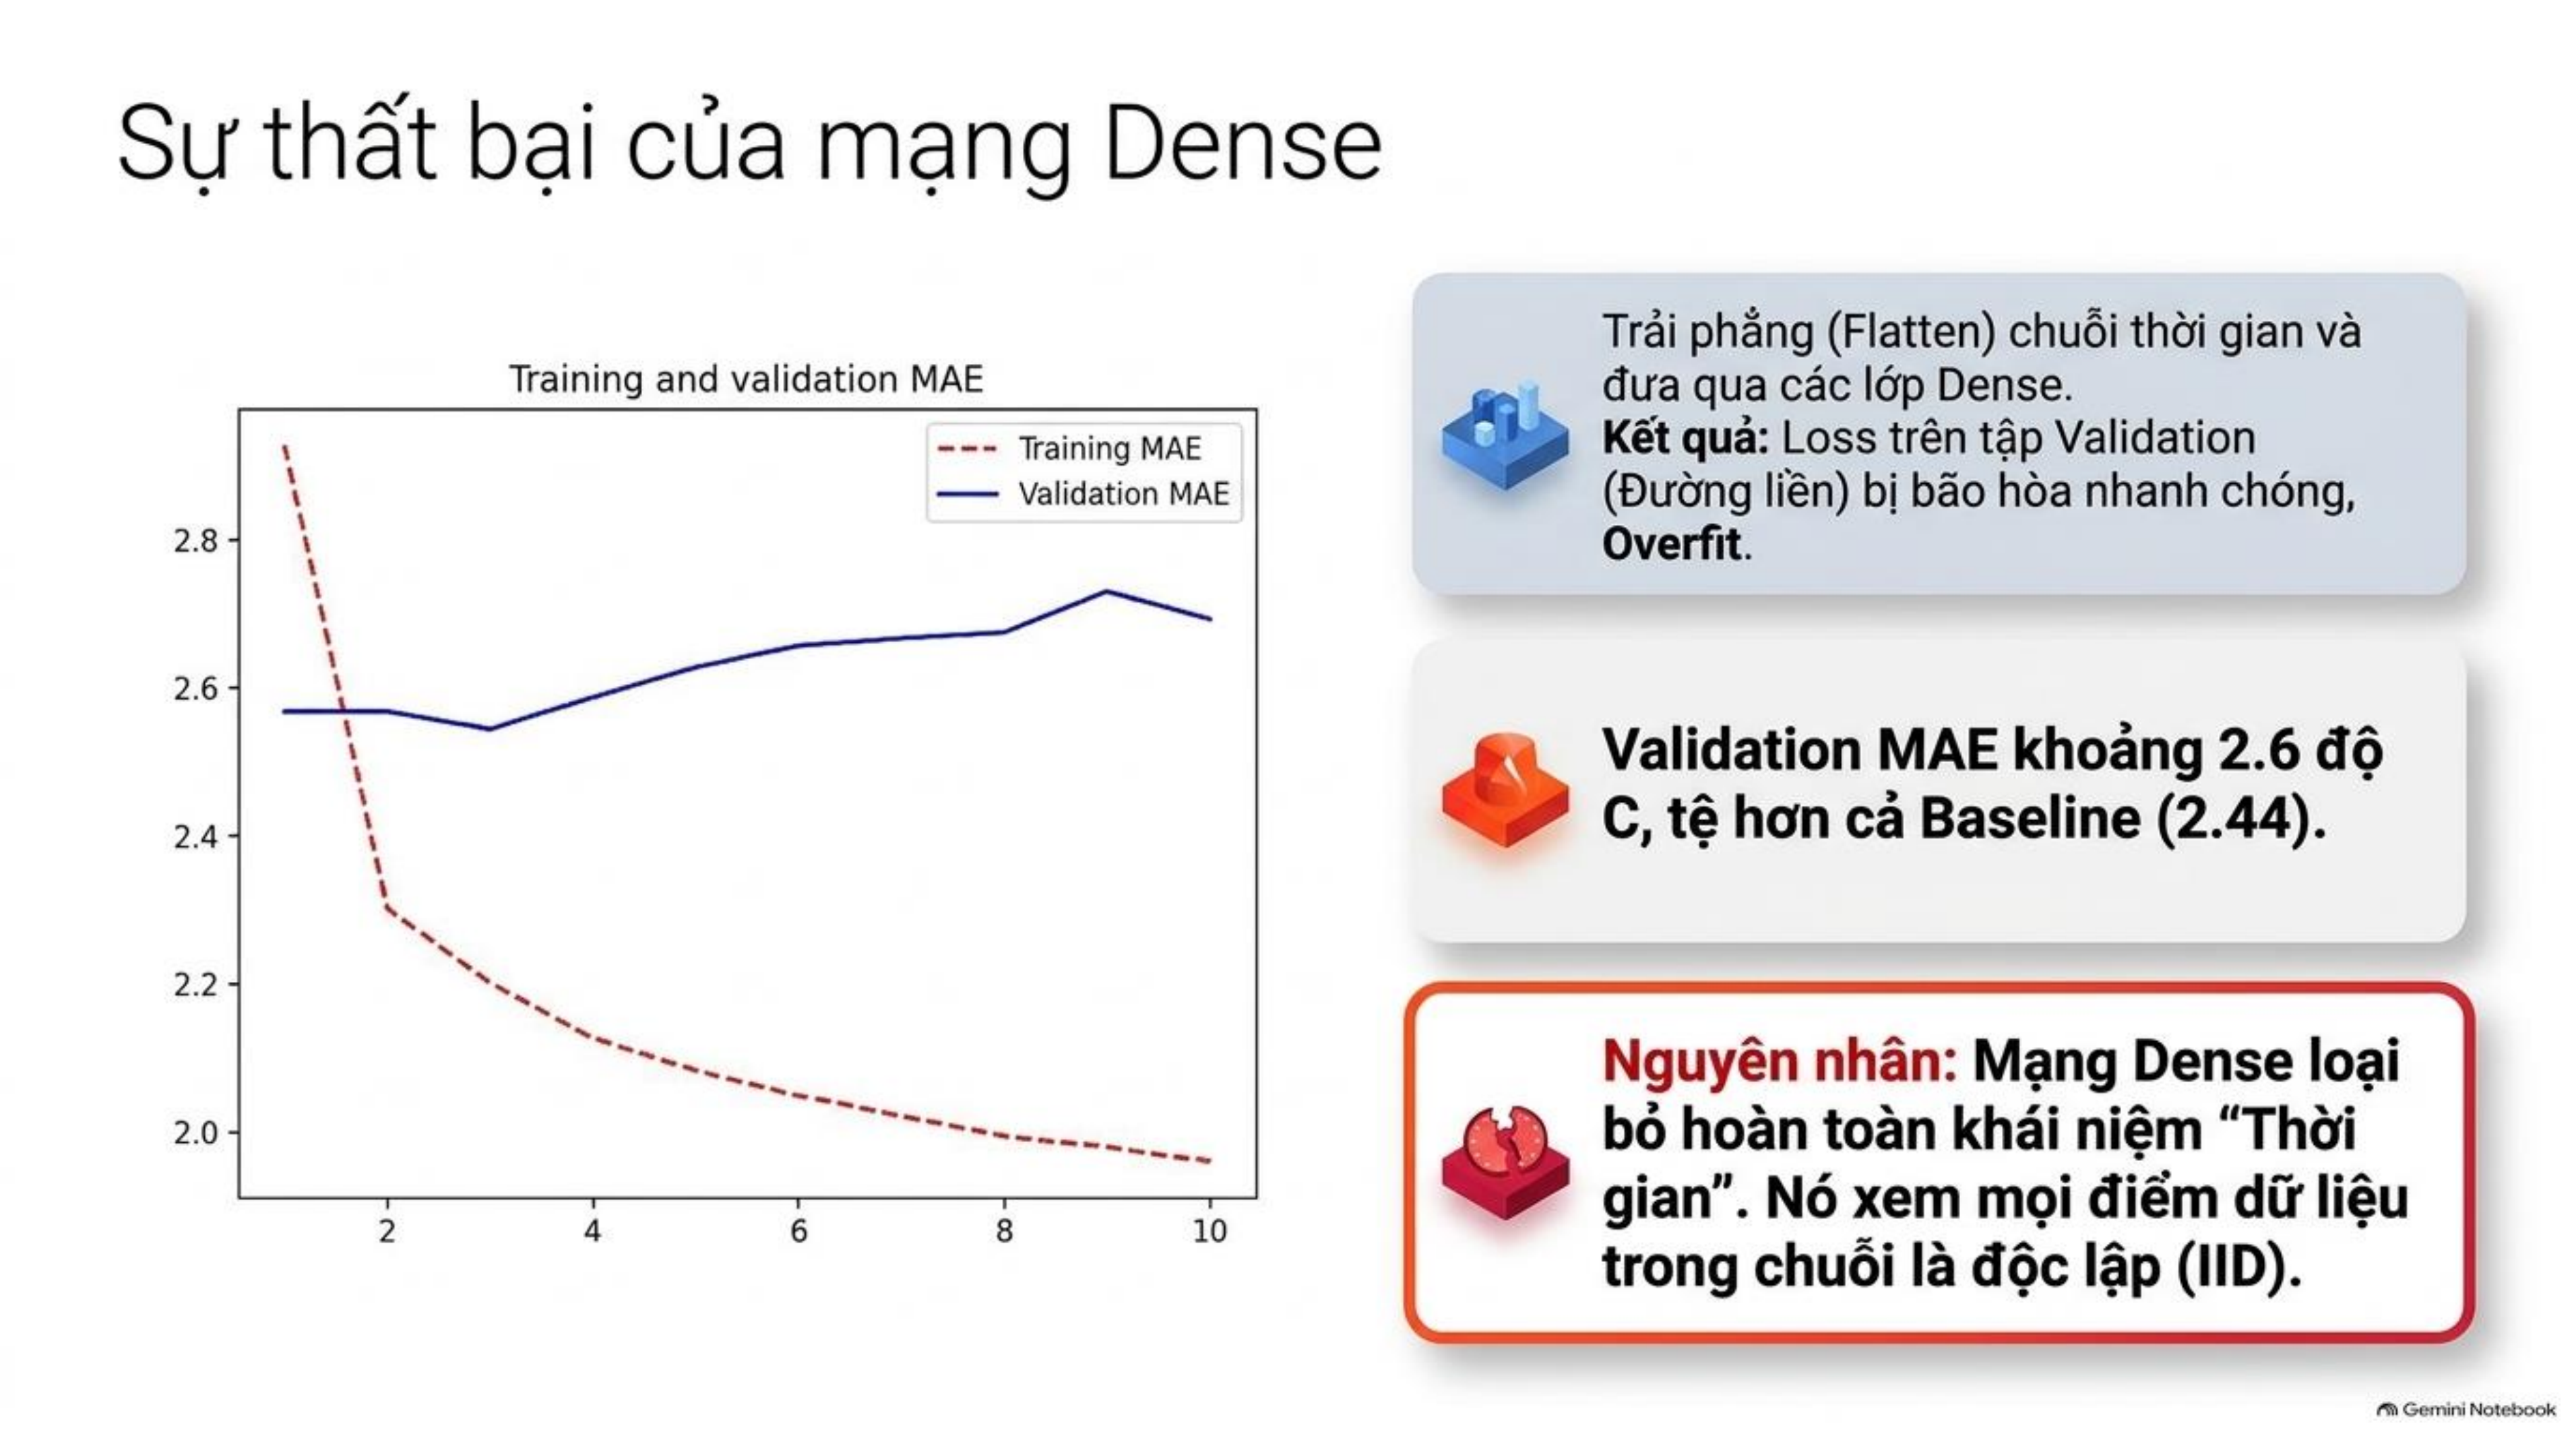 Sự thất bại của mạng Dense
Training and validation MAE
Training MAE
Validation MAE
2.8
2.6
2.4
2.2
2.0
2
4
6
8
10
Trải phẳng (Flatten) chuỗi thời gian và
đưa qua các lớp Dense.
Kết quả: Loss trên tập Validation
(Đường liền) bị bão hòa nhanh chóng,
Overfit.
Validation MAE khoảng 2.6 độ
C, tệ hơn cả Baseline (2.44).
Nguyên nhân: Mạng Dense loại
bỏ hoàn toàn khái niệm “Thời
gian”. Nó xem mọi điểm dữ liệu
trong chuỗi là độc lập (IID).
Gemini Notebook